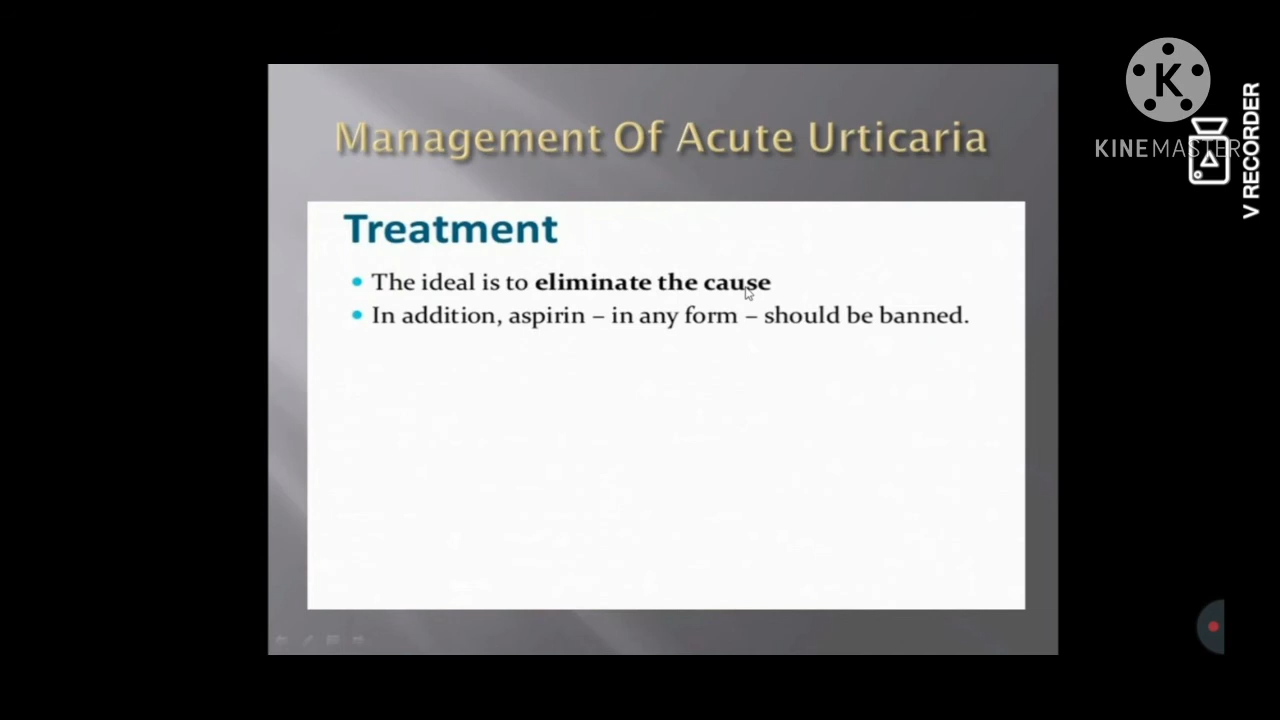 Management Of Acute Urticaria
Treatment
The ideal is to eliminate the cause
In addition, aspirin – in any form – should be banned.
K
KINEMASTER
V RECORDER